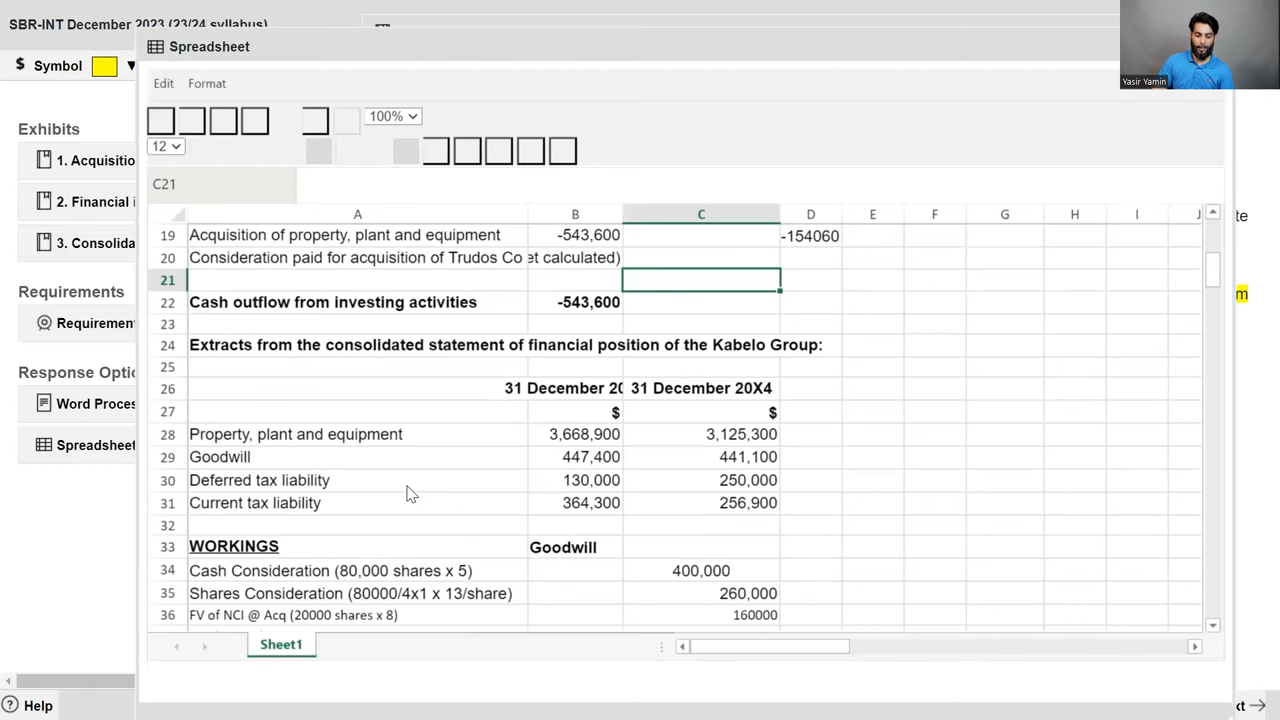 SBR-INT December 2023 (23/24 syllabus)
Spreadsheet
Yasir Yamin
$ Symbol
Edit Format
100%
12
C21
Exhibits
1. Acquisitio
2. Financial i
3. Consolida
Requirements
Requiremen
Response Optio
Word Proces
Spreadsheet
A B C D E F G H I J
19 Acquisition of property, plant and equipment -543,600 -154060
20 Consideration paid for acquisition of Trudos Co et calculated)
21
22 Cash outflow from investing activities -543,600
23
24 Extracts from the consolidated statement of financial position of the Kabelo Group:
25
26 31 December 20 31 December 20X4
27 $ $
28 Property, plant and equipment 3,668,900 3,125,300
29 Goodwill 447,400 441,100
30 Deferred tax liability 130,000 250,000
31 Current tax liability 364,300 256,900
32
33 WORKINGS Goodwill
34 Cash Consideration (80,000 shares x 5) 400,000
35 Shares Consideration (80000/4x1 x 13/share) 260,000
36 FV of NCI @ Acq (20000 shares x 8) 160000
Sheet1
te
m
Help
xt